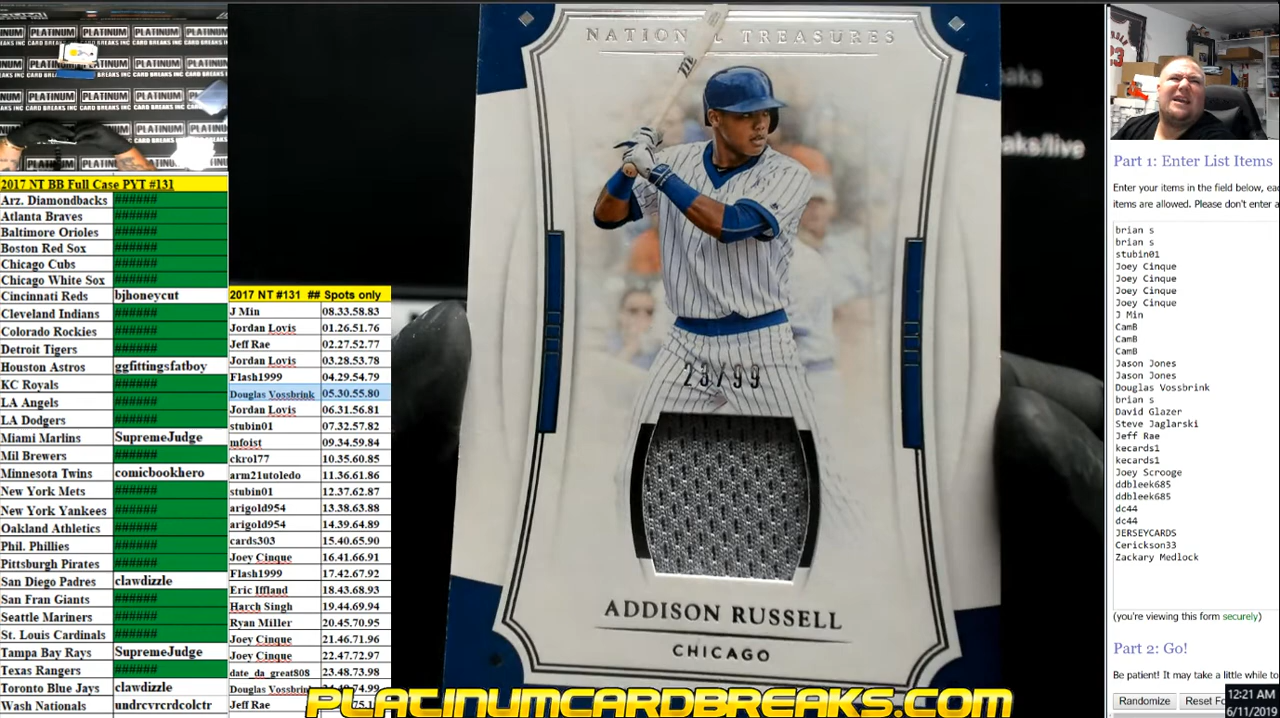 2017 NT BB Full Case PYT #131
Arz. Diamondbacks ######
Atlanta Braves ######
Baltimore Orioles ######
Boston Red Sox ######
Chicago Cubs ######
Chicago White Sox ######
Cincinnati Reds bjhoneycut
Cleveland Indians ######
Colorado Rockies ######
Detroit Tigers ######
Houston Astros ggfittingsfatboy
KC Royals ######
LA Angels ######
LA Dodgers ######
Miami Marlins SupremeJudge
Mil Brewers ######
Minnesota Twins comicbookhero
New York Mets ######
New York Yankees ######
Oakland Athletics ######
Phil. Phillies ######
Pittsburgh Pirates ######
San Diego Padres clawdizzle
San Fran Giants ######
Seattle Mariners ######
St. Louis Cardinals ######
Tampa Bay Rays SupremeJudge
Texas Rangers ######
Toronto Blue Jays clawdizzle
Wash Nationals undrcvrcrdcolctr
2017 NT #131 ## Spots only
J Min 08.33.58.83
Jordan Lovis 01.26.51.76
Jeff Rae 02.27.52.77
Jordan Lovis 03.28.53.78
Flash1999 04.29.54.79
Douglas Vossbrink 05.30.55.80
Jordan Lovis 06.31.56.81
stubin01 07.32.57.82
mfoist 09.34.59.84
ckrol77 10.35.60.85
arm21utoledo 11.36.61.86
stubin01 12.37.62.87
arigold954 13.38.63.88
arigold954 14.39.64.89
cards303 15.40.65.90
Joey Cinque 16.41.66.91
Flash1999 17.42.67.92
Eric Iffland 18.43.68.93
Harch Singh 19.44.69.94
Ryan Miller 20.45.70.95
Joey Cinque 21.46.71.96
Joey Cinque 22.47.72.97
date_da_great808 23.48.73.98
Douglas Vossbrink
Jeff Rae
PLATINUM
CARD BREAKS INC
NATIONAL TREASURES
23/99
ADDISON RUSSELL
CHICAGO
PLATINUMCARDBREAKS.COM
eaks
s/live
Part 1: Enter List Items
Enter your items in the field below, ea
items are allowed. Please don't enter a
brian s
brian s
stubin01
Joey Cinque
Joey Cinque
Joey Cinque
Joey Cinque
J Min
CamB
CamB
CamB
Jason Jones
Jason Jones
Douglas Vossbrink
brian s
David Glazer
Steve Jaglarski
Jeff Rae
kecards1
kecards1
Joey Scrooge
ddbleek685
ddbleek685
dc44
dc44
JERSEYCARDS
Cerickson33
Zackary Medlock
(you're viewing this form securely)
Part 2: Go!
Be patient! It may take a little while to
Randomize
Reset Fo
12:21 AM
6/11/2019